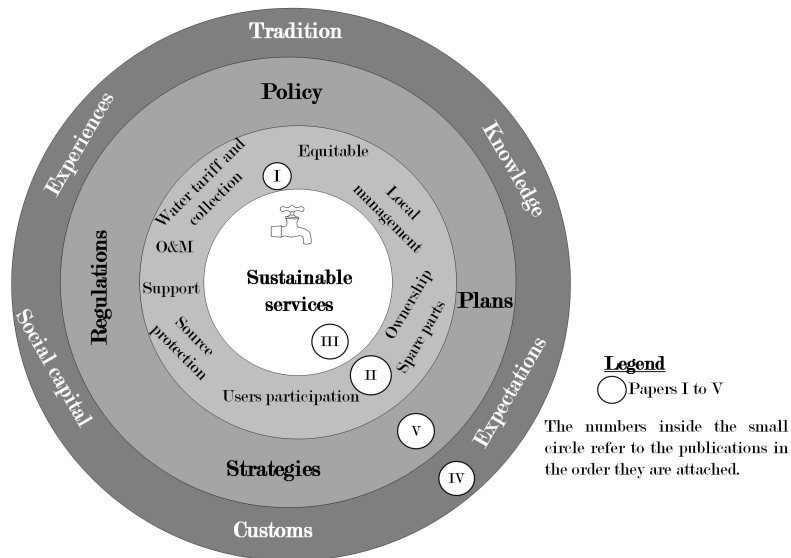 Tradition
Experiences
Knowledge
Social capital
Expectations
Customs
Policy
Regulations
Plans
Strategies
Equitable
Water tariff and
collection
Local
management
O&M
Support
Source
protection
Ownership
Spare parts
Users participation
I
Sustainable
services
III
II
V
IV
Legend
Papers I to V
The numbers inside the small
circle refer to the publications in
the order they are attached.